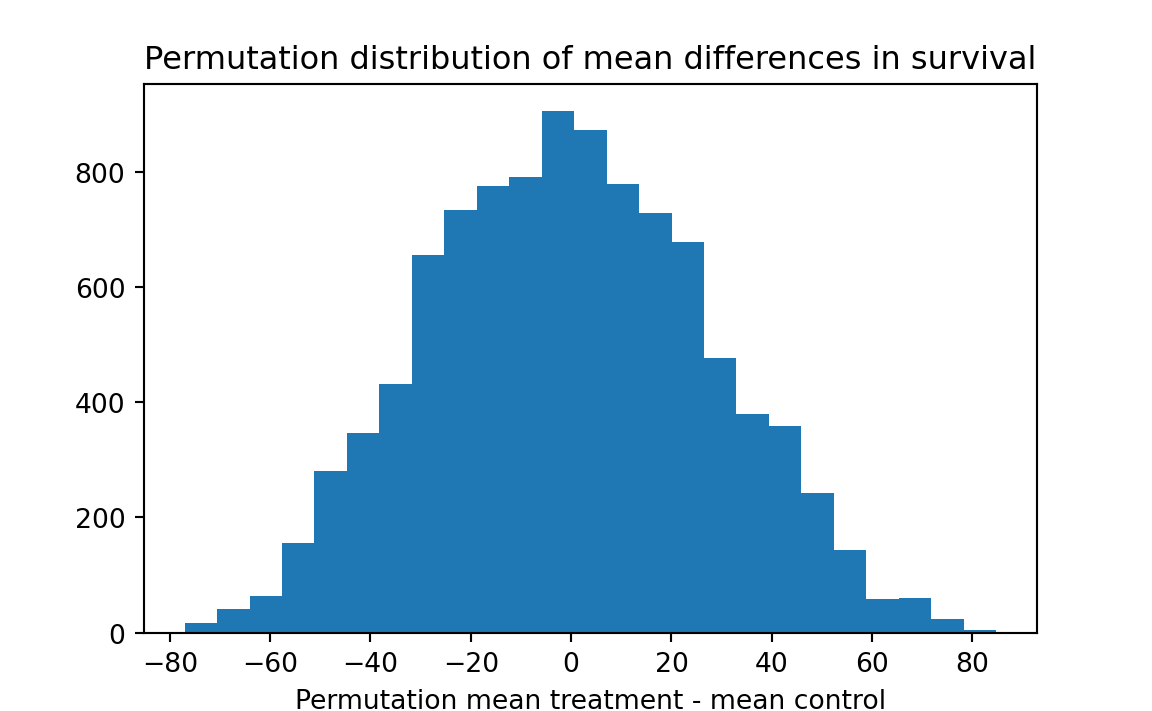 Permutation distribution of mean differences in survival
800
600
400
200
0
−80 −60 −40 −20 0 20 40 60 80
Permutation mean treatment - mean control